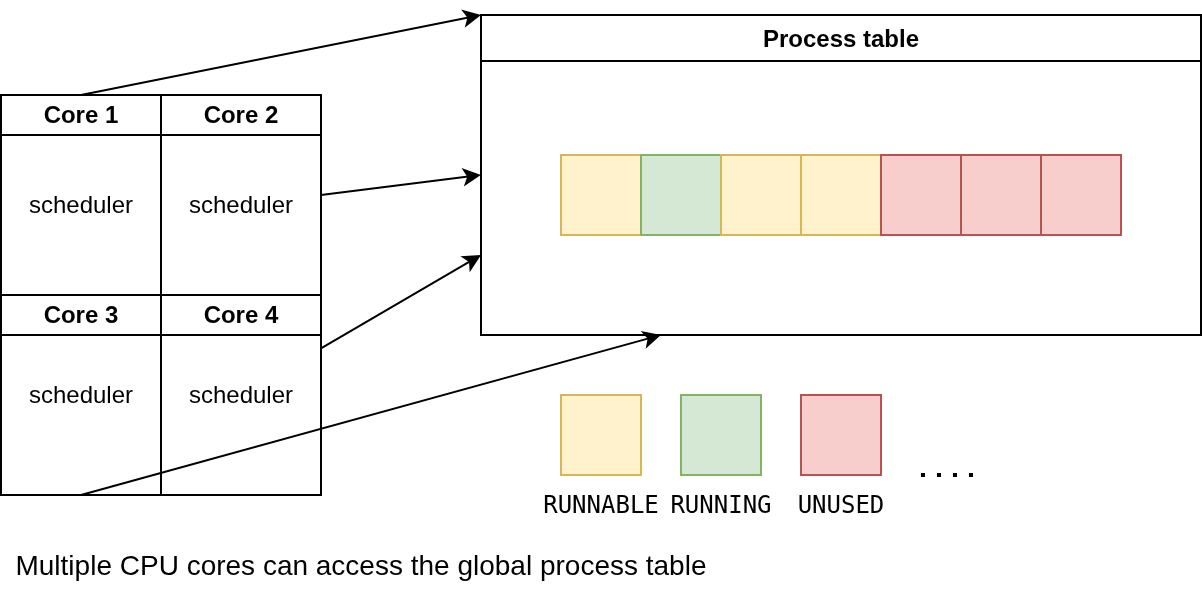 Process table
Core 1
Core 2
scheduler
scheduler
Core 3
Core 4
scheduler
scheduler
RUNNABLE
RUNNING
UNUSED
....
Multiple CPU cores can access the global process table